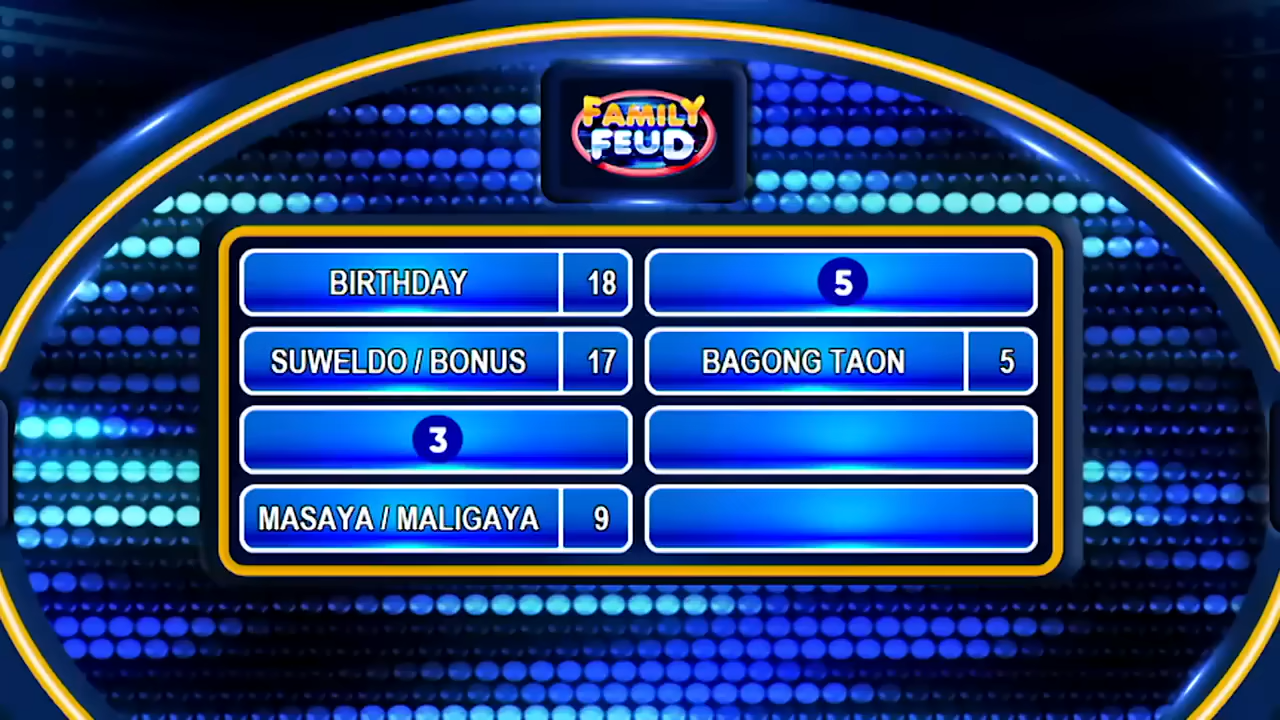 FAMILY
FEUD
BIRTHDAY 18
SUWELDO / BONUS 17
3
MASAYA / MALIGAYA 9
5
BAGONG TAON 5